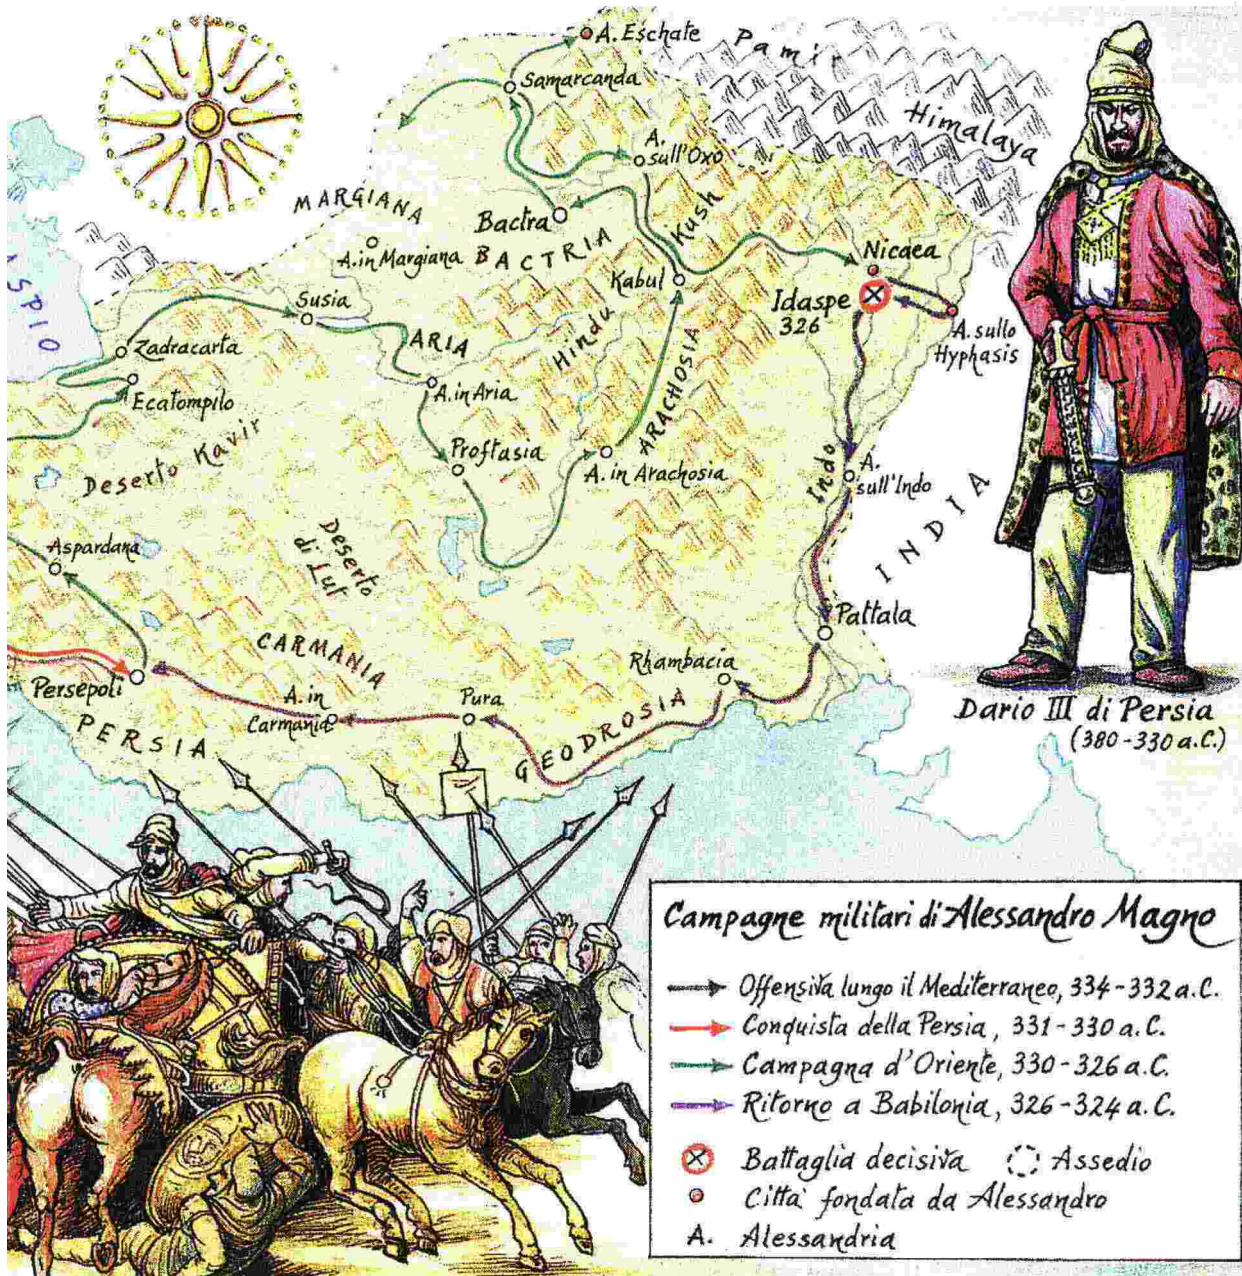 A. Eschate
Pamir
Samarcanda
Himalaya
A.
sull'Oxo
MARGIANA
Kush
Bactra
BACTRIA
A. in Margiana
Nicaea
Kabul
Idaspe
326
SPIO
Susia
Hindu
A. sullo
Hyphasis
ARIA
Zadracarta
ARACHOSIA
A. in Aria
Ecatompilo
Deserto Kavir
Proftasia
A. in Arachosia
Indo
A.
sull'Indo
INDIA
Aspardana
Deserto
di Lut
Pattala
CARMANIA
Rhambacia
Persepoli
A. in
Carmania
Pura
GEODROSIA
PERSIA
Dario III di Persia
(380-330 a.C.)
Campagne militari di Alessandro Magno
Offensiva lungo il Mediterraneo, 334-332 a.C.
Conquista della Persia, 331-330 a.C.
Campagna d'Oriente, 330-326 a.C.
Ritorno a Babilonia, 326-324 a.C.
Battaglia decisiva
Assedio
Città fondata da Alessandro
A. Alessandria